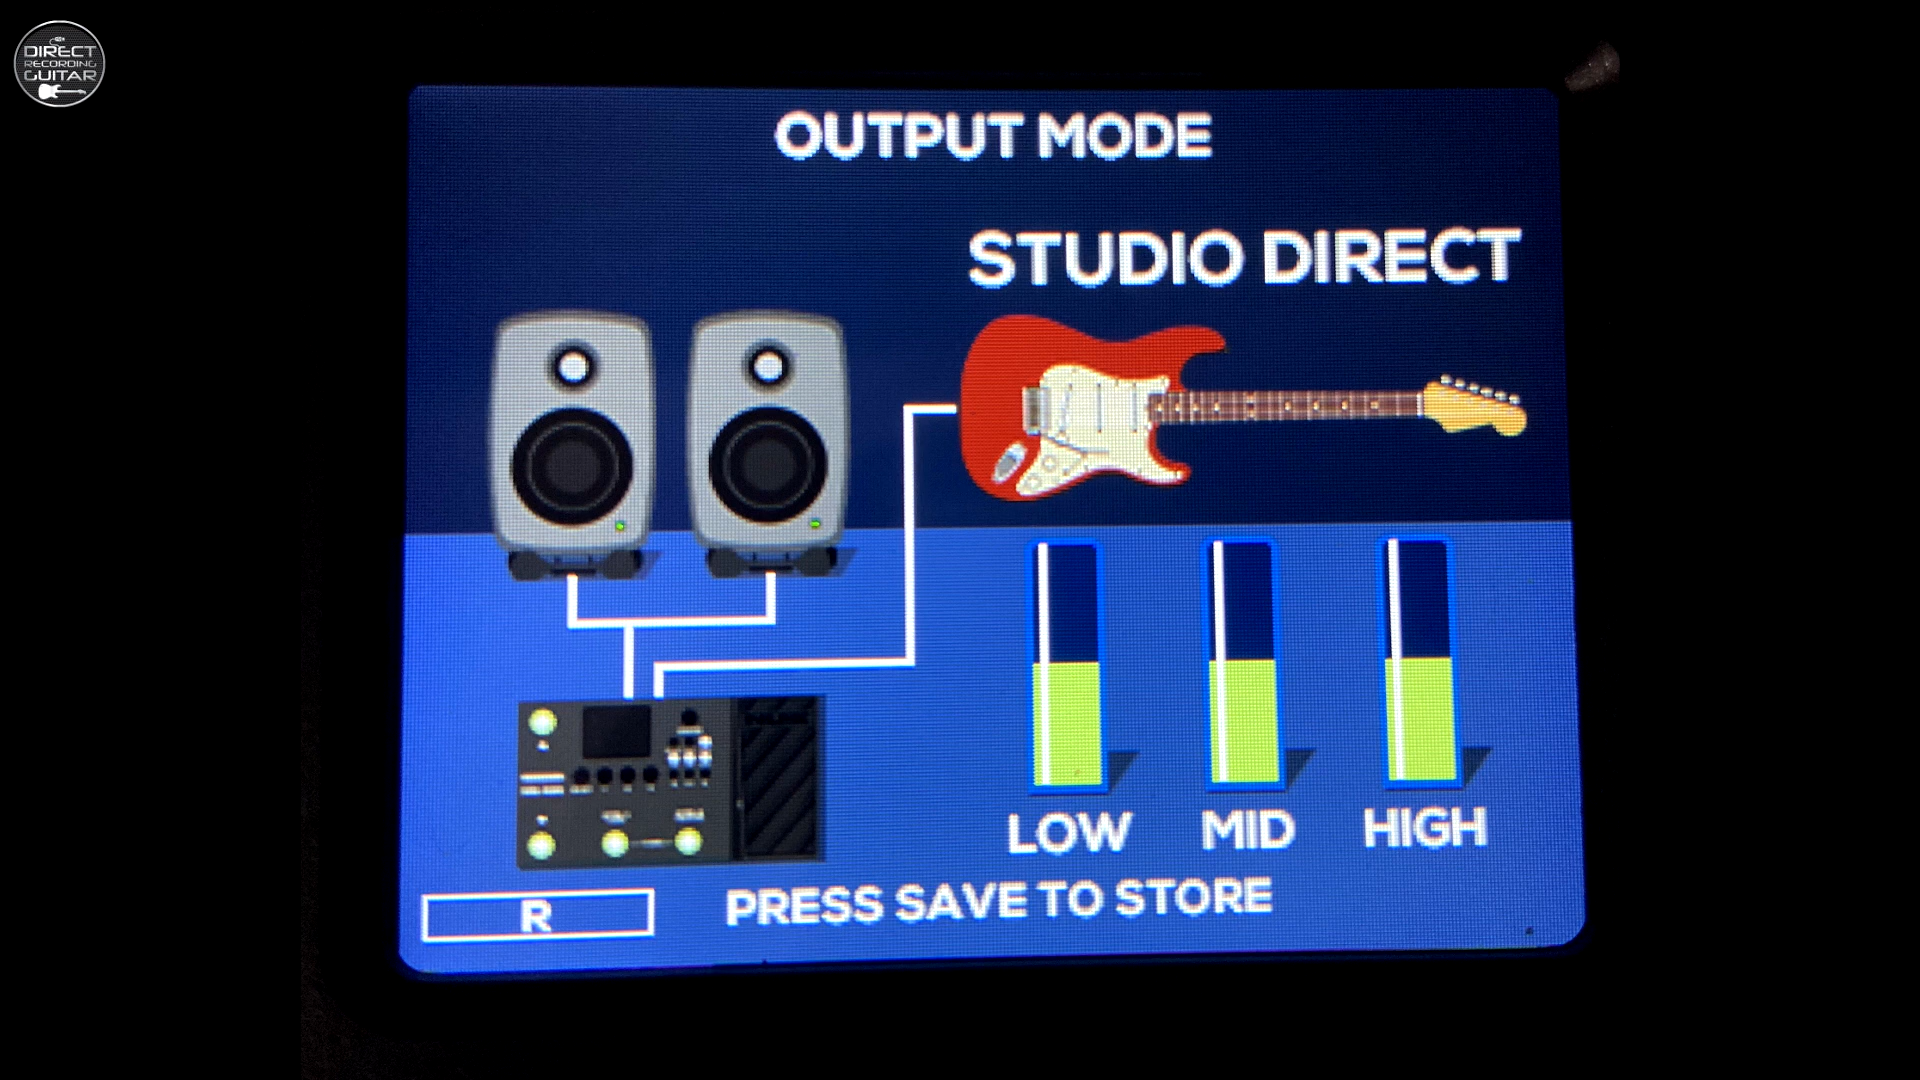 DIRECT
RECORDING
GUITAR
OUTPUT MODE
STUDIO DIRECT
LOW MID HIGH
R
PRESS SAVE TO STORE